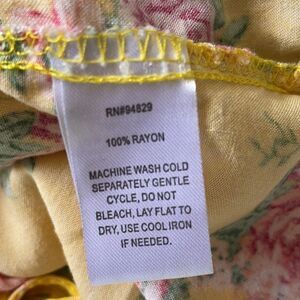 RN#94829
100% RAYON
MACHINE WASH COLD
SEPARATELY GENTLE
CYCLE, DO NOT
BLEACH, LAY FLAT TO
DRY, USE COOL IRON
IF NEEDED.